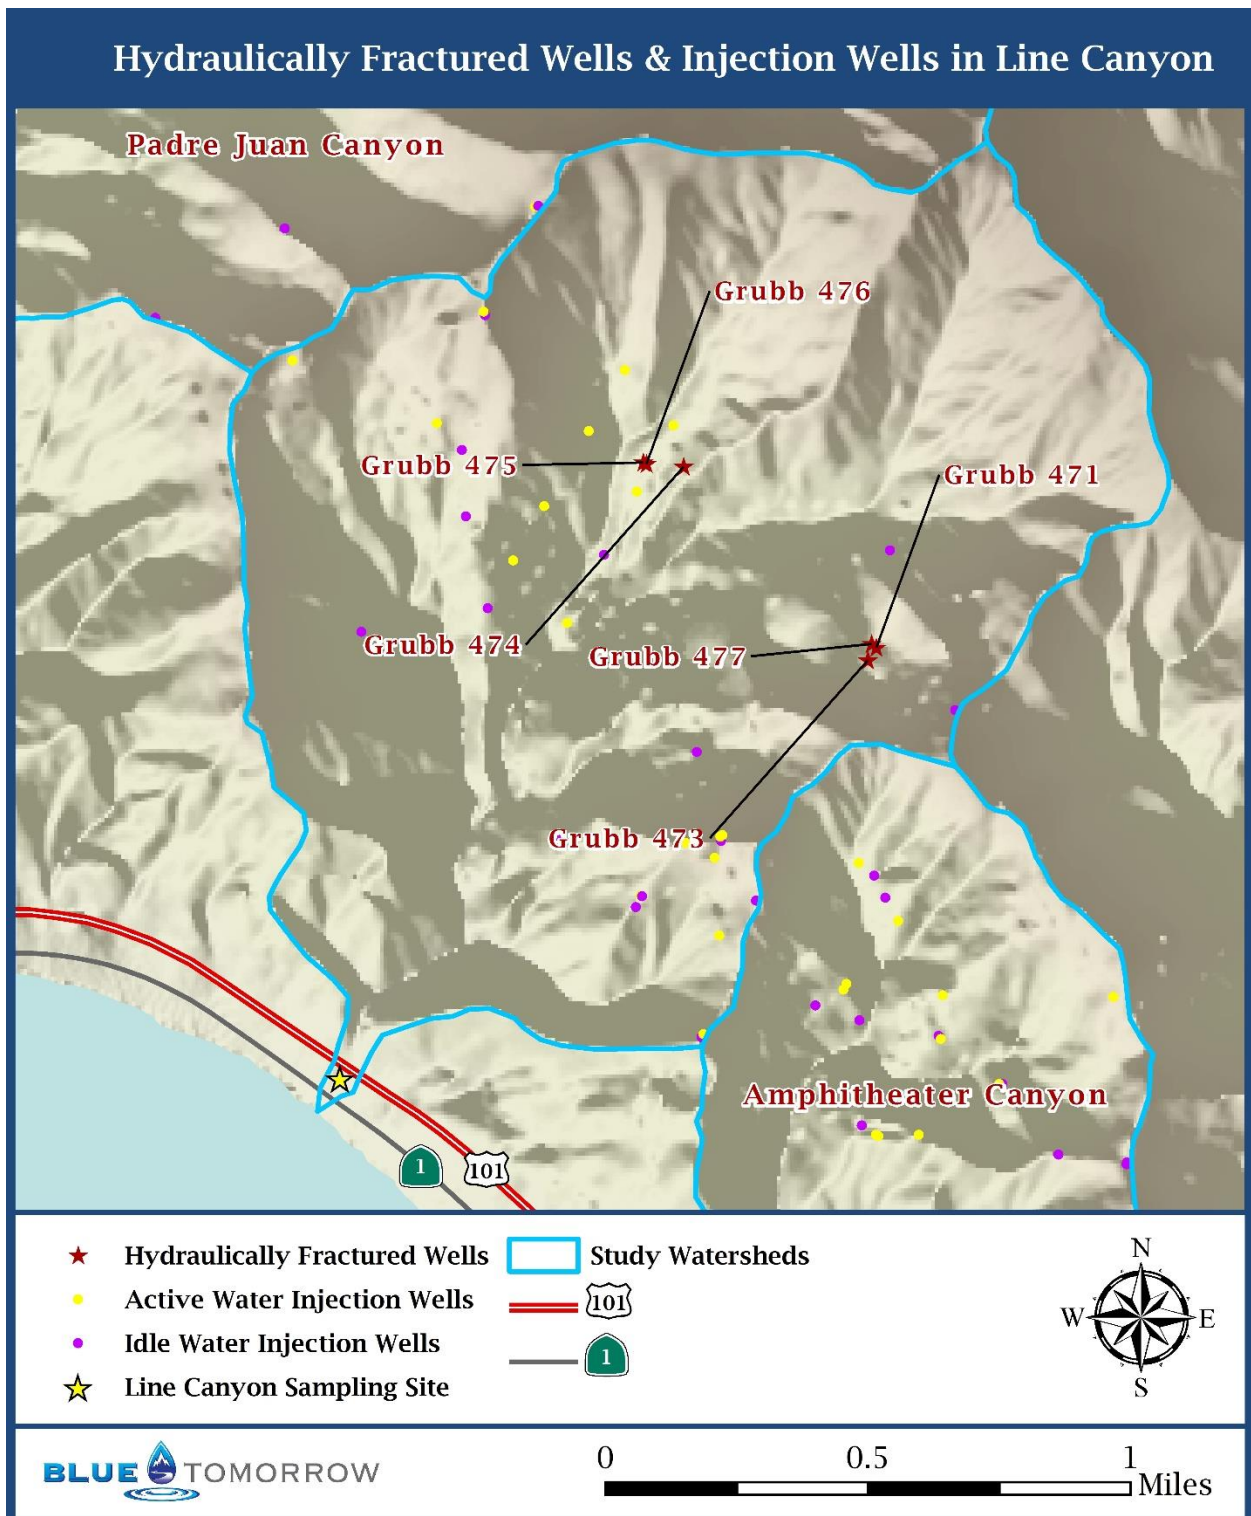 Hydraulically Fractured Wells & Injection Wells in Line Canyon
Padre Juan Canyon
Grubb 476
Grubb 475
Grubb 471
Grubb 474
Grubb 477
Grubb 473
Amphitheater Canyon
1
101
Hydraulically Fractured Wells
Study Watersheds
Active Water Injection Wells
101
Idle Water Injection Wells
1
Line Canyon Sampling Site
N
W
E
S
BLUE TOMORROW
0 0.5 1
Miles